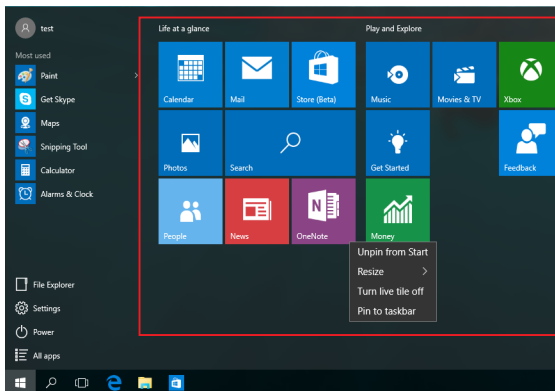 test
Most used
Paint
Get Skype
Maps
Snipping Tool
Calculator
Alarms & Clock
File Explorer
Settings
Power
All apps
Life at a glance
Play and Explore
Calendar
Mail
Store (Beta)
Music
Movies & TV
Xbox
Photos
Search
Get Started
Feedback
People
News
OneNote
Money
Unpin from Start
Resize
Turn live tile off
Pin to taskbar